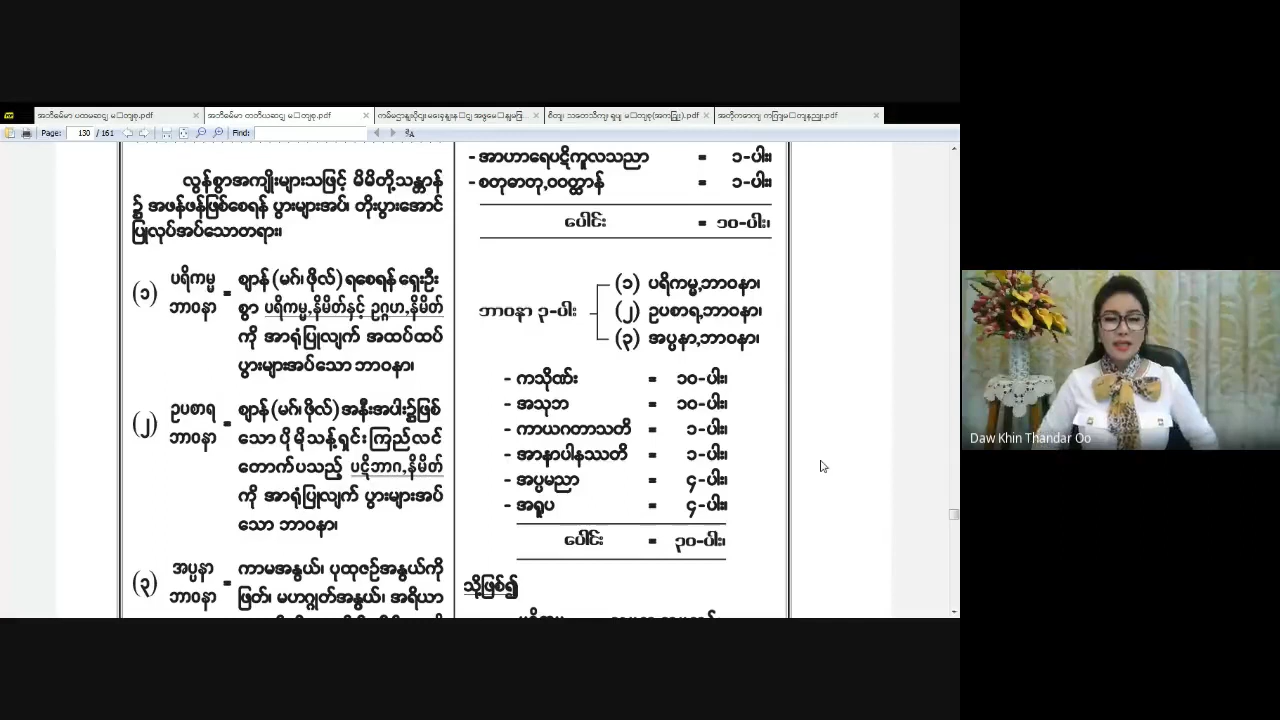 Page: 130 / 161 Find:
လွန်စွာအကျိုးများသဖြင့် မိမိတို့သန္တာန်
၌ အဖန်ဖန်ဖြစ်စေရန် ပွားများအပ်၊ တိုးပွားအောင်
ပြုလုပ်အပ်သောတရား၊
(၁) ပရိကမ္မ ဘာဝနာ = ဈာန် (မဂ်၊ ဖိုလ်) ရစေရန် ရှေးဦး
စွာ ပရိကမ္မ,နိမိတ်နှင့် ဥဂ္ဂဟ,နိမိတ်
ကို အာရုံပြုလျက် အထပ်ထပ်
ပွားများအပ်သော ဘာဝနာ၊
(၂) ဥပစာရ ဘာဝနာ = ဈာန် (မဂ်၊ ဖိုလ်) အနီးအပါး၌ဖြစ်
သော ပိုမိုသန့်ရှင်းကြည်လင်
တောက်ပသည့် ပဋိဘာဂ,နိမိတ်
ကို အာရုံပြုလျက် ပွားများအပ်
သော ဘာဝနာ၊
(၃) အပ္ပနာ ဘာဝနာ = ကာမအနွယ်၊ ပုထုဇဉ်အနွယ်ကို
ဖြတ်၊ မဟဂ္ဂုတ်အနွယ်၊ အရိယာ
- အာဟာရေပဋိကူလသညာ = ၁-ပါး၊
- စတုဓာတု,ဝဝတ္ထာန် = ၁-ပါး၊
ပေါင်း = ၁၀-ပါး၊
ဘာဝနာ ၃-ပါး
(၁) ပရိကမ္မ,ဘာဝနာ၊
(၂) ဥပစာရ,ဘာဝနာ၊
(၃) အပ္ပနာ,ဘာဝနာ၊
- ကသိုဏ်း = ၁၀-ပါး၊
- အသုဘ = ၁၀-ပါး၊
- ကာယဂတာသတိ = ၁-ပါး၊
- အာနာပါနဿတိ = ၁-ပါး၊
- အပ္ပမညာ = ၄-ပါး၊
- အရူပ = ၄-ပါး၊
ပေါင်း = ၃၀-ပါး၊
သို့ဖြစ်၍
Daw Khin Thandar Oo